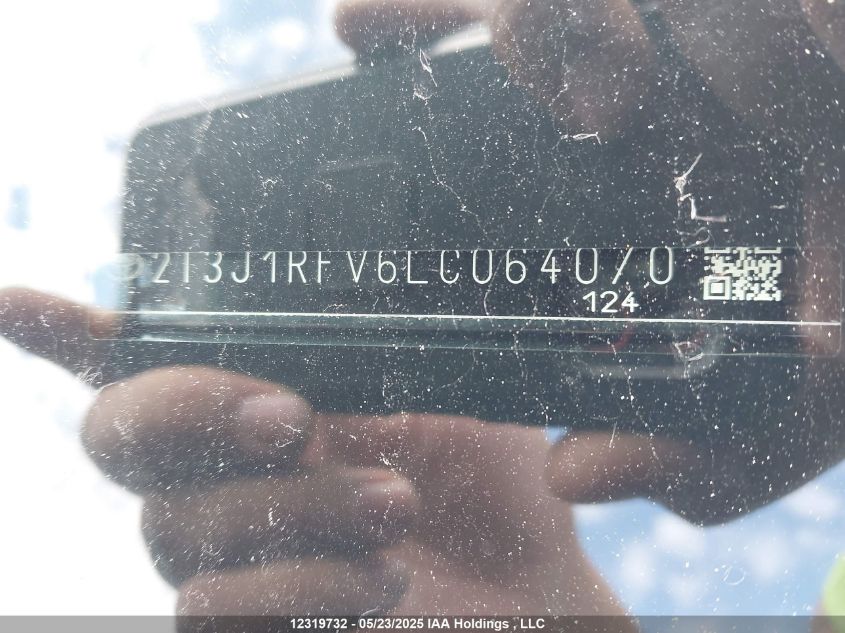 2T3J1RFV6LC064070
124
12319732 - 05/23/2025 IAA Holdings , LLC